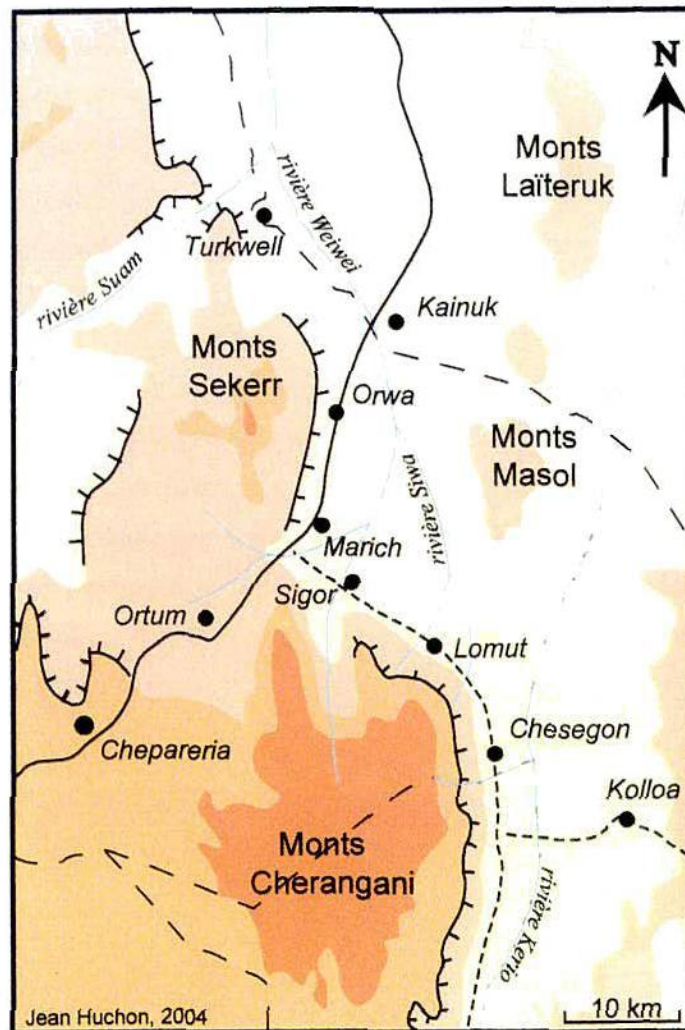 N
Monts
Laïteruk
rivière Weiwei
Turkwell
rivière Suam
Kainuk
Monts
Sekerr
Orwa
Monts
Masol
rivière Siwa
Marich
Sigor
Ortum
Lomut
Chepareria
Chesegon
Kolloa
Monts
Cherangani
rivière Kerio
Jean Huchon, 2004
10 km